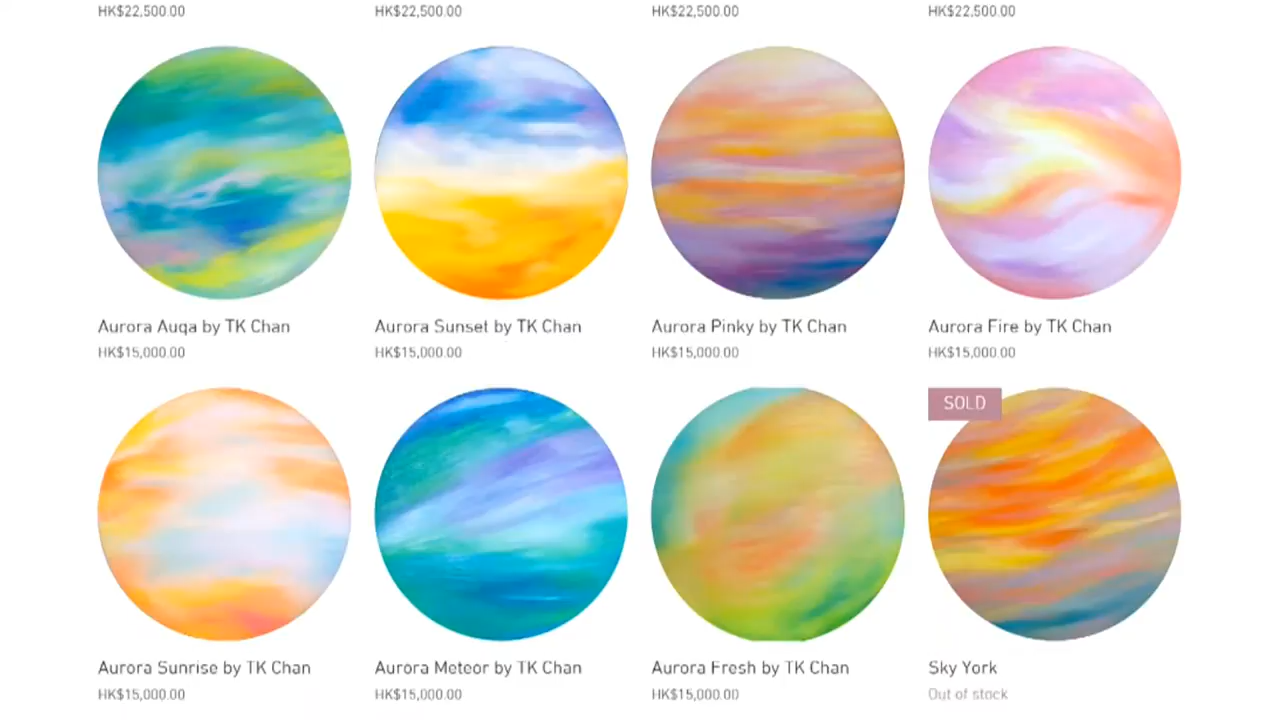 HK$22,500.00 HK$22,500.00 HK$22,500.00 HK$22,500.00
Aurora Auqa by TK Chan Aurora Sunset by TK Chan Aurora Pinky by TK Chan Aurora Fire by TK Chan
HK$15,000.00 HK$15,000.00 HK$15,000.00 HK$15,000.00
SOLD
Aurora Sunrise by TK Chan Aurora Meteor by TK Chan Aurora Fresh by TK Chan Sky York
HK$15,000.00 HK$15,000.00 HK$15,000.00 Out of stock